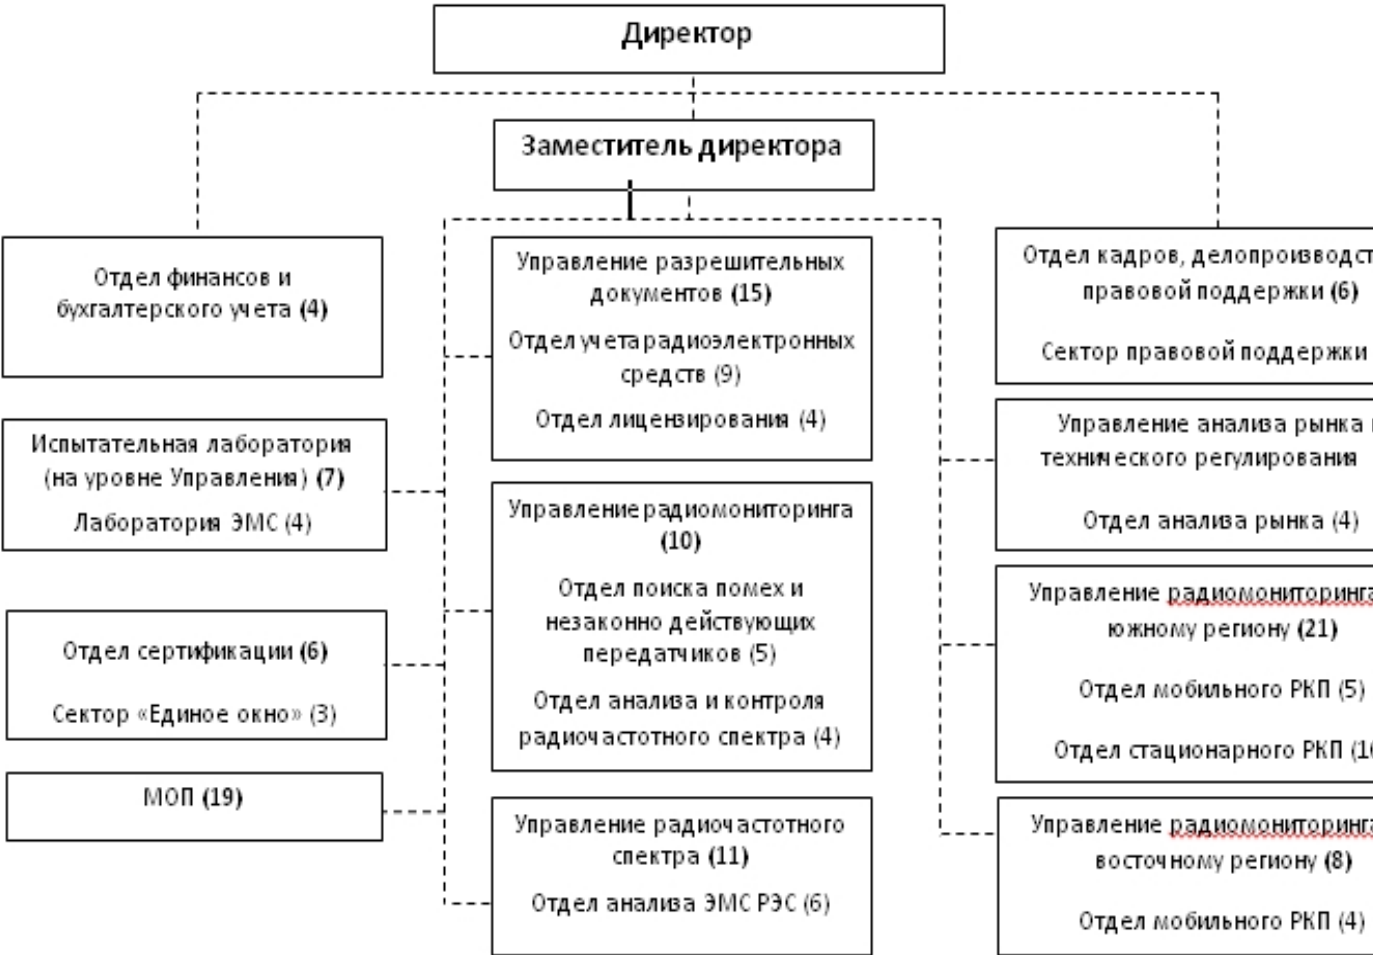 Директор
Заместитель директора
Отдел финансов и
бухгалтерского учета (4)
Испытательная лаборатория
(на уровне Управления) (7)
Лаборатория ЭМС (4)
Отдел сертификации (6)
Сектор «Единое окно» (3)
МОП (19)
Управление разрешительных
документов (15)
Отдел учета радиоэлектронных
средств (9)
Отдел лицензирования (4)
Управление радиомониторинга
(10)
Отдел поиска помех и
незаконно действующих
передатчиков (5)
Отдел анализа и контроля
радиочастотного спектра (4)
Управление радиочастотного
спектра (11)
Отдел анализа ЭМС РЭС (6)
Отдел кадров,
правовой поддержки (6)
Сектор правовой поддержки
Управление анализа рынка
технического регулирования
Отдел анализа рынка (4)
Управление радиомониторинга
южному региону (21)
Отдел мобильного РКП (5)
Отдел стационарного РКП
Управление радиомониторинга
восточному региону (8)
Отдел мобильного РКП (4)